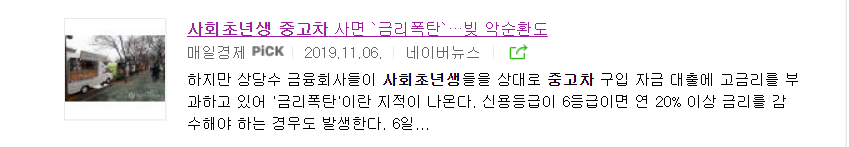 사회초년생 중고차 사면 `금리폭탄`…빚 악순환도
매일경제 PiCK 2019.11.06. 네이버뉴스
하지만 상당수 금융회사들이 사회초년생들을 상대로 중고차 구입 자금 대출에 고금리를 부
과하고 있어 '금리폭탄'이란 지적이 나온다. 신용등급이 6등급이면 연 20% 이상 금리를 감
수해야 하는 경우도 발생한다. 6일...